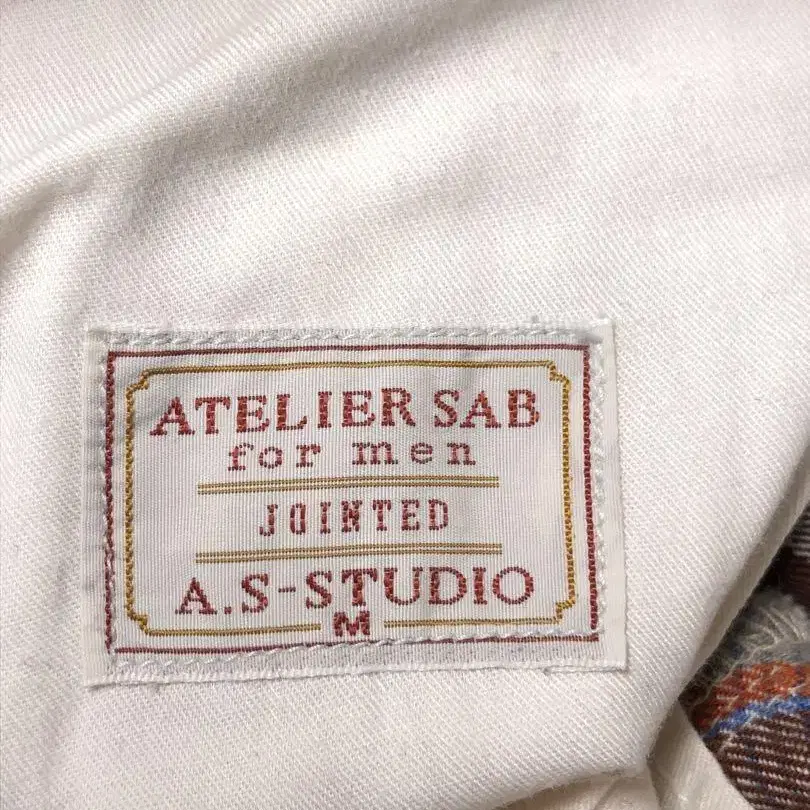 ATELIER SAB
for men
JOINTED
A.S-STUDIO
M